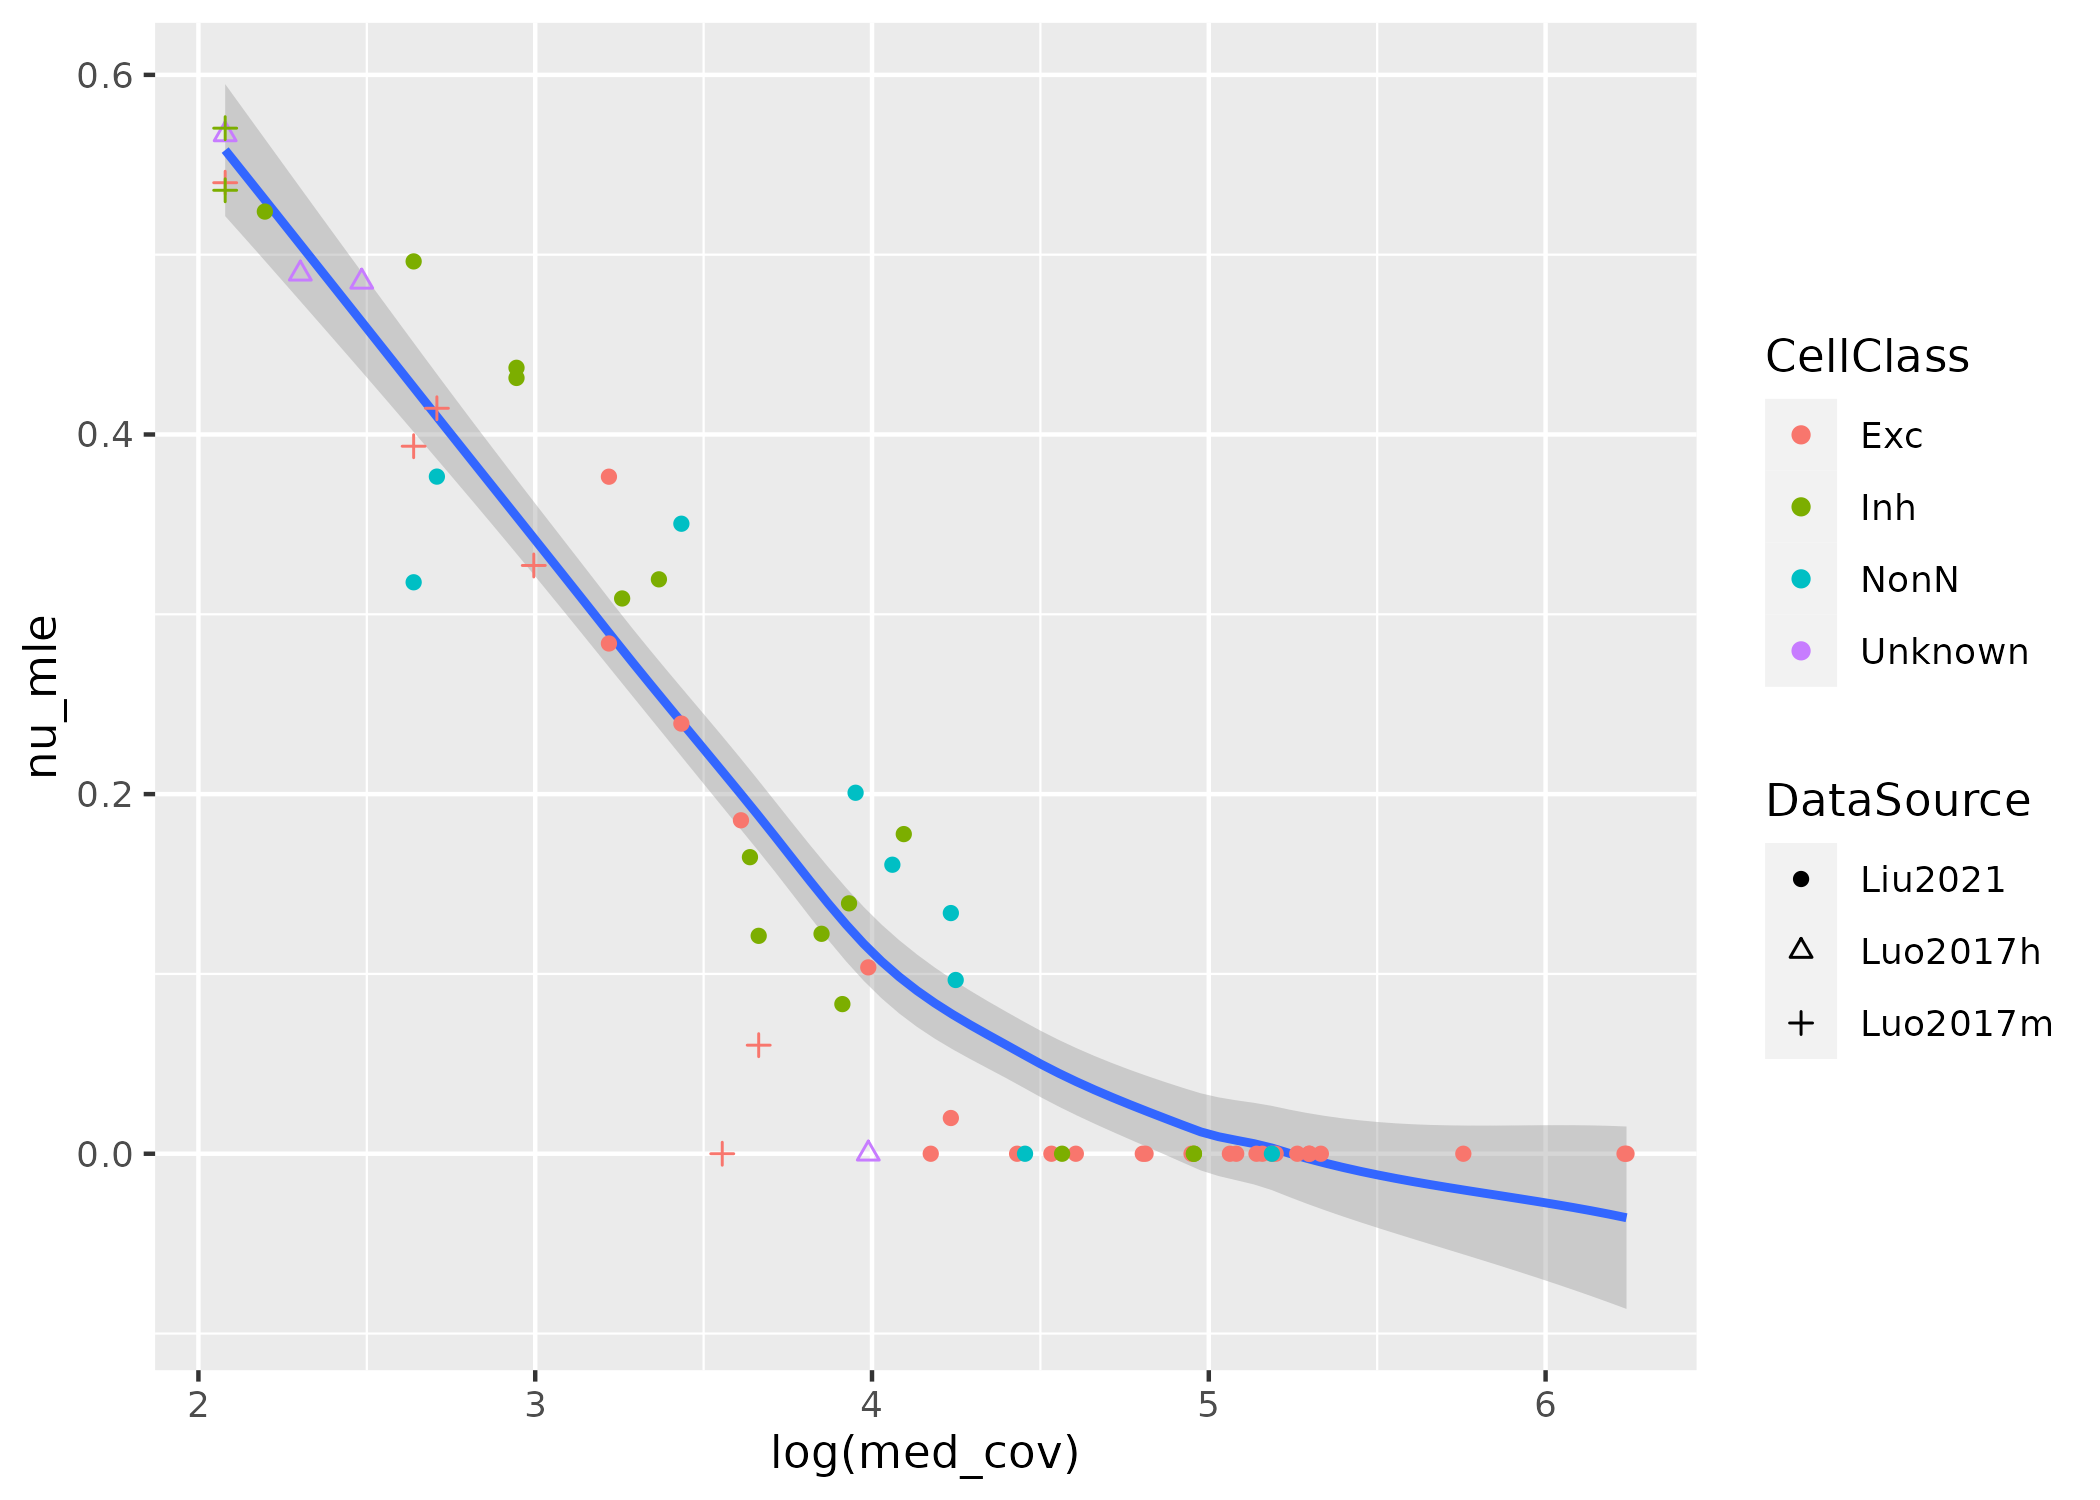 0.6
0.4
0.2
0.0
nu_mle
2 3 4 5 6
log(med_cov)
CellClass
Exc
Inh
NonN
Unknown
DataSource
Liu2021
Luo2017h
Luo2017m